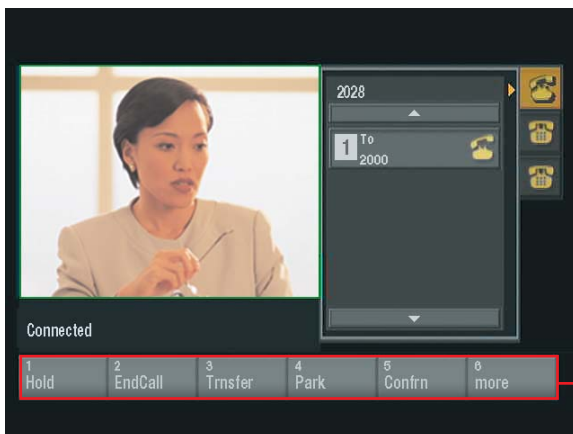 2028
1 To
2000
Connected
1 2 3 4 5 6
Hold EndCall Trnsfer Park Confrn more